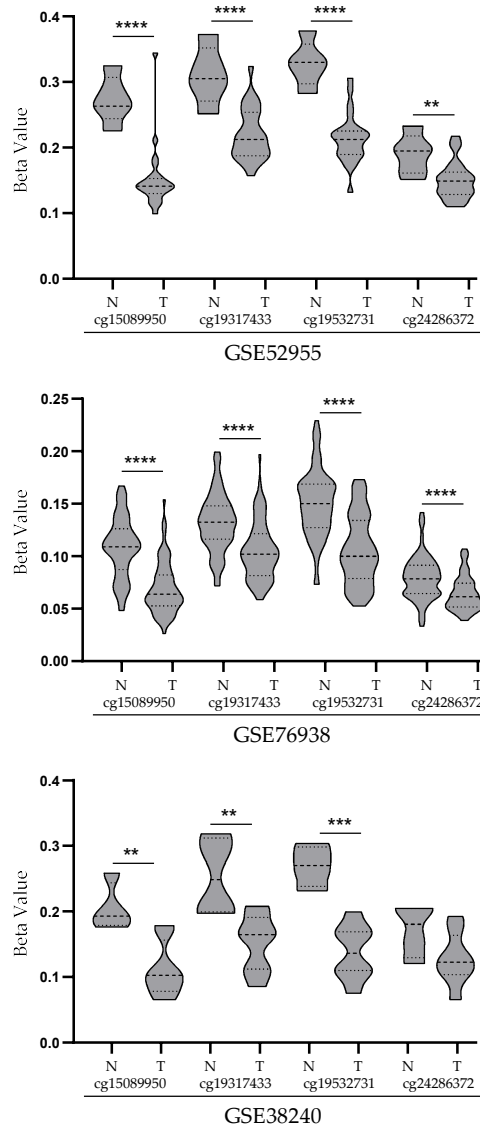 0.4
0.3
0.2
0.1
0.0
Beta Value
**** **** **** **
N T N T N T N T
cg15089950 cg19317433 cg19532731 cg24286372
GSE52955
0.25
0.20
0.15
0.10
0.05
0.00
Beta Value
**** **** **** ****
N T N T N T N T
cg15089950 cg19317433 cg19532731 cg24286372
GSE76938
0.4
0.3
0.2
0.1
0.0
Beta Value
** ** ***
N T N T N T N T
cg15089950 cg19317433 cg19532731 cg24286372
GSE38240